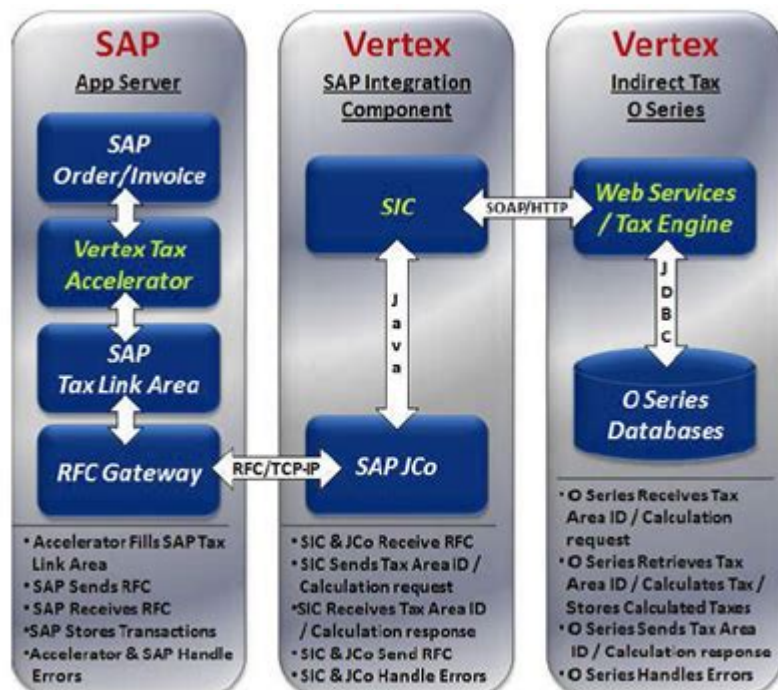 SAP
App Server
SAP
Order/Invoice
Vertex Tax
Accelerator
SAP
Tax Link Area
RFC Gateway
• Accelerator Fills SAP Tax
Link Area
• SAP Sends RFC
• SAP Receives RFC
•SAP Stores Transactions
•Accelerator & SAP Handle
Errors
RFC/TCP-IP
Vertex
SAP Integration
Component
SIC
Java
SAP JCo
• SIC & JCo Receive RFC
• SIC Sends Tax Area ID /
Calculation request
•SIC Receives Tax Area ID
/ Calculation response
• SIC & JCo Send RFC
• SIC & JCo Handle Errors
SOAP/HTTP
Vertex
Indirect Tax
O Series
Web Services
/ Tax Engine
JDBC
O Series
Databases
• O Series Receives Tax
Area ID / Calculation
request
• O Series Retrieves Tax
Area ID / Calculates Tax /
Stores Calculated Taxes
• O Series Sends Tax Area
ID / Calculation response
• O Series Handles Errors